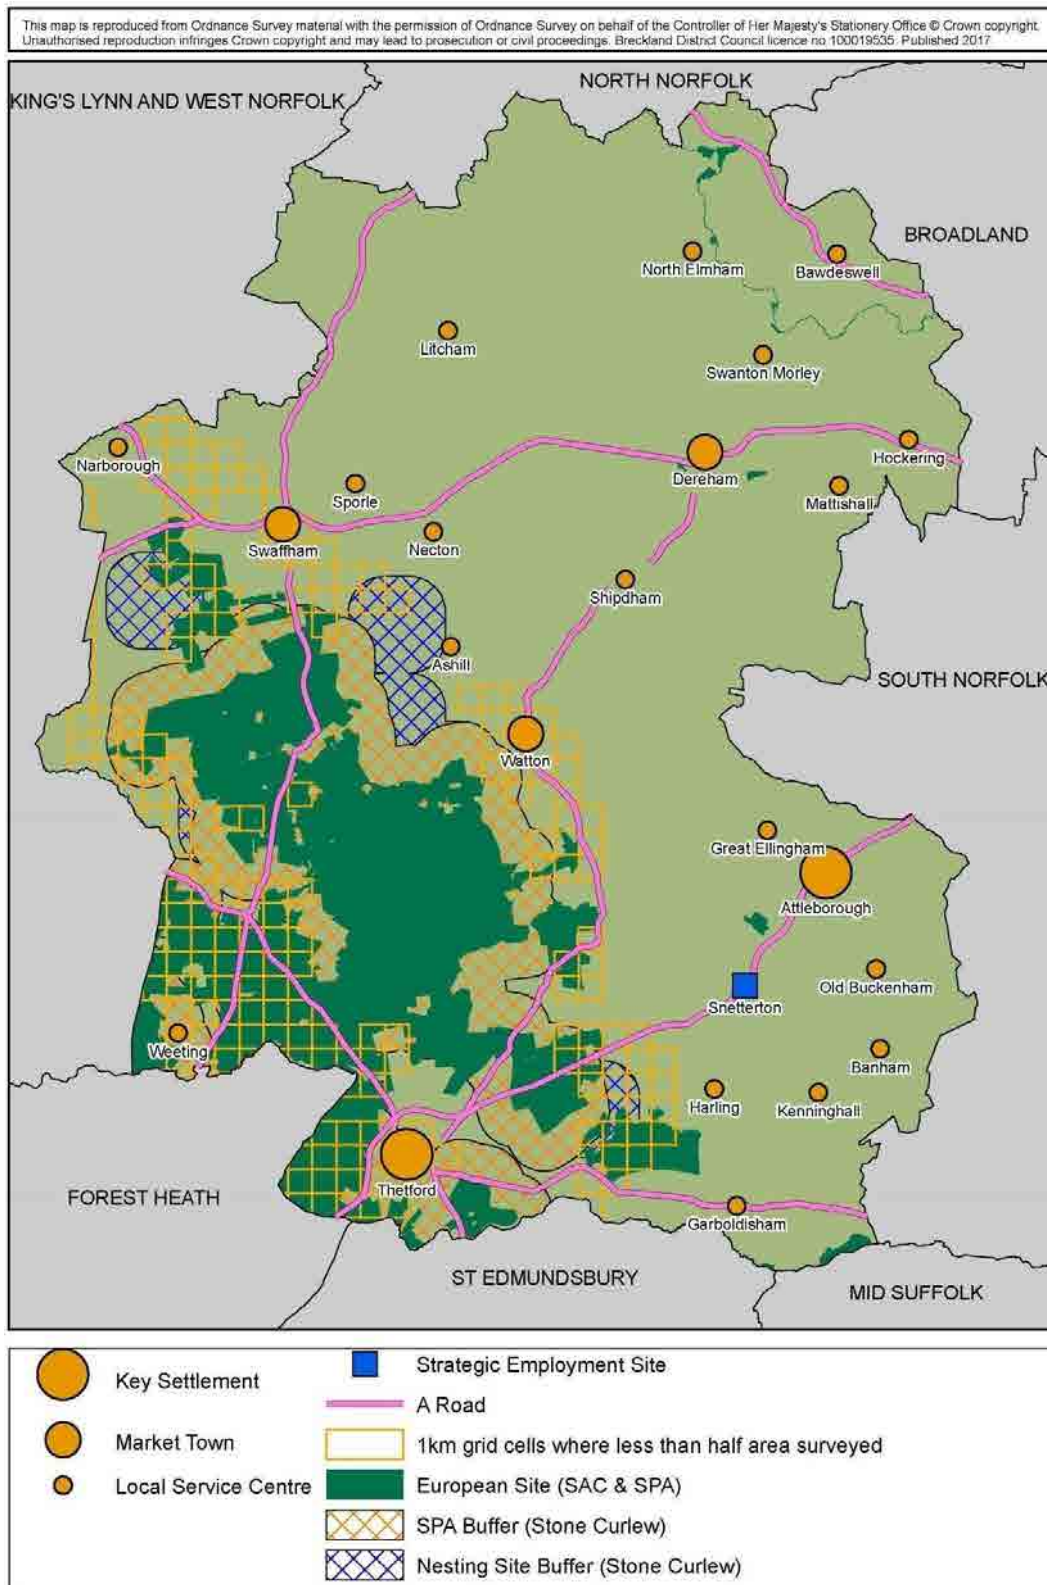 This map is reproduced from Ordnance Survey material with the permission of Ordnance Survey on behalf of the Controller of Her Majesty's Stationery Office © Crown copyright.
Unauthorised reproduction infringes Crown copyright and may lead to prosecution or civil proceedings. Breckland District Council licence no 100019535. Published 2017
NORTH NORFOLK
KING'S LYNN AND WEST NORFOLK
BROADLAND
North Elmham
Bawdeswell
Litcham
Swanton Morley
Narborough
Hockering
Dereham
Sporle
Mattishall
Swaffham
Necton
Shipdham
Ashill
SOUTH NORFOLK
Watton
Great Ellingham
Attleborough
Old Buckenham
Snetterton
Weeting
Banham
Harling
Kenninghall
Thetford
FOREST HEATH
Garboldisham
ST EDMUNDSBURY
MID SUFFOLK
Key Settlement
Market Town
Local Service Centre
Strategic Employment Site
A Road
1km grid cells where less than half area surveyed
European Site (SAC & SPA)
SPA Buffer (Stone Curlew)
Nesting Site Buffer (Stone Curlew)